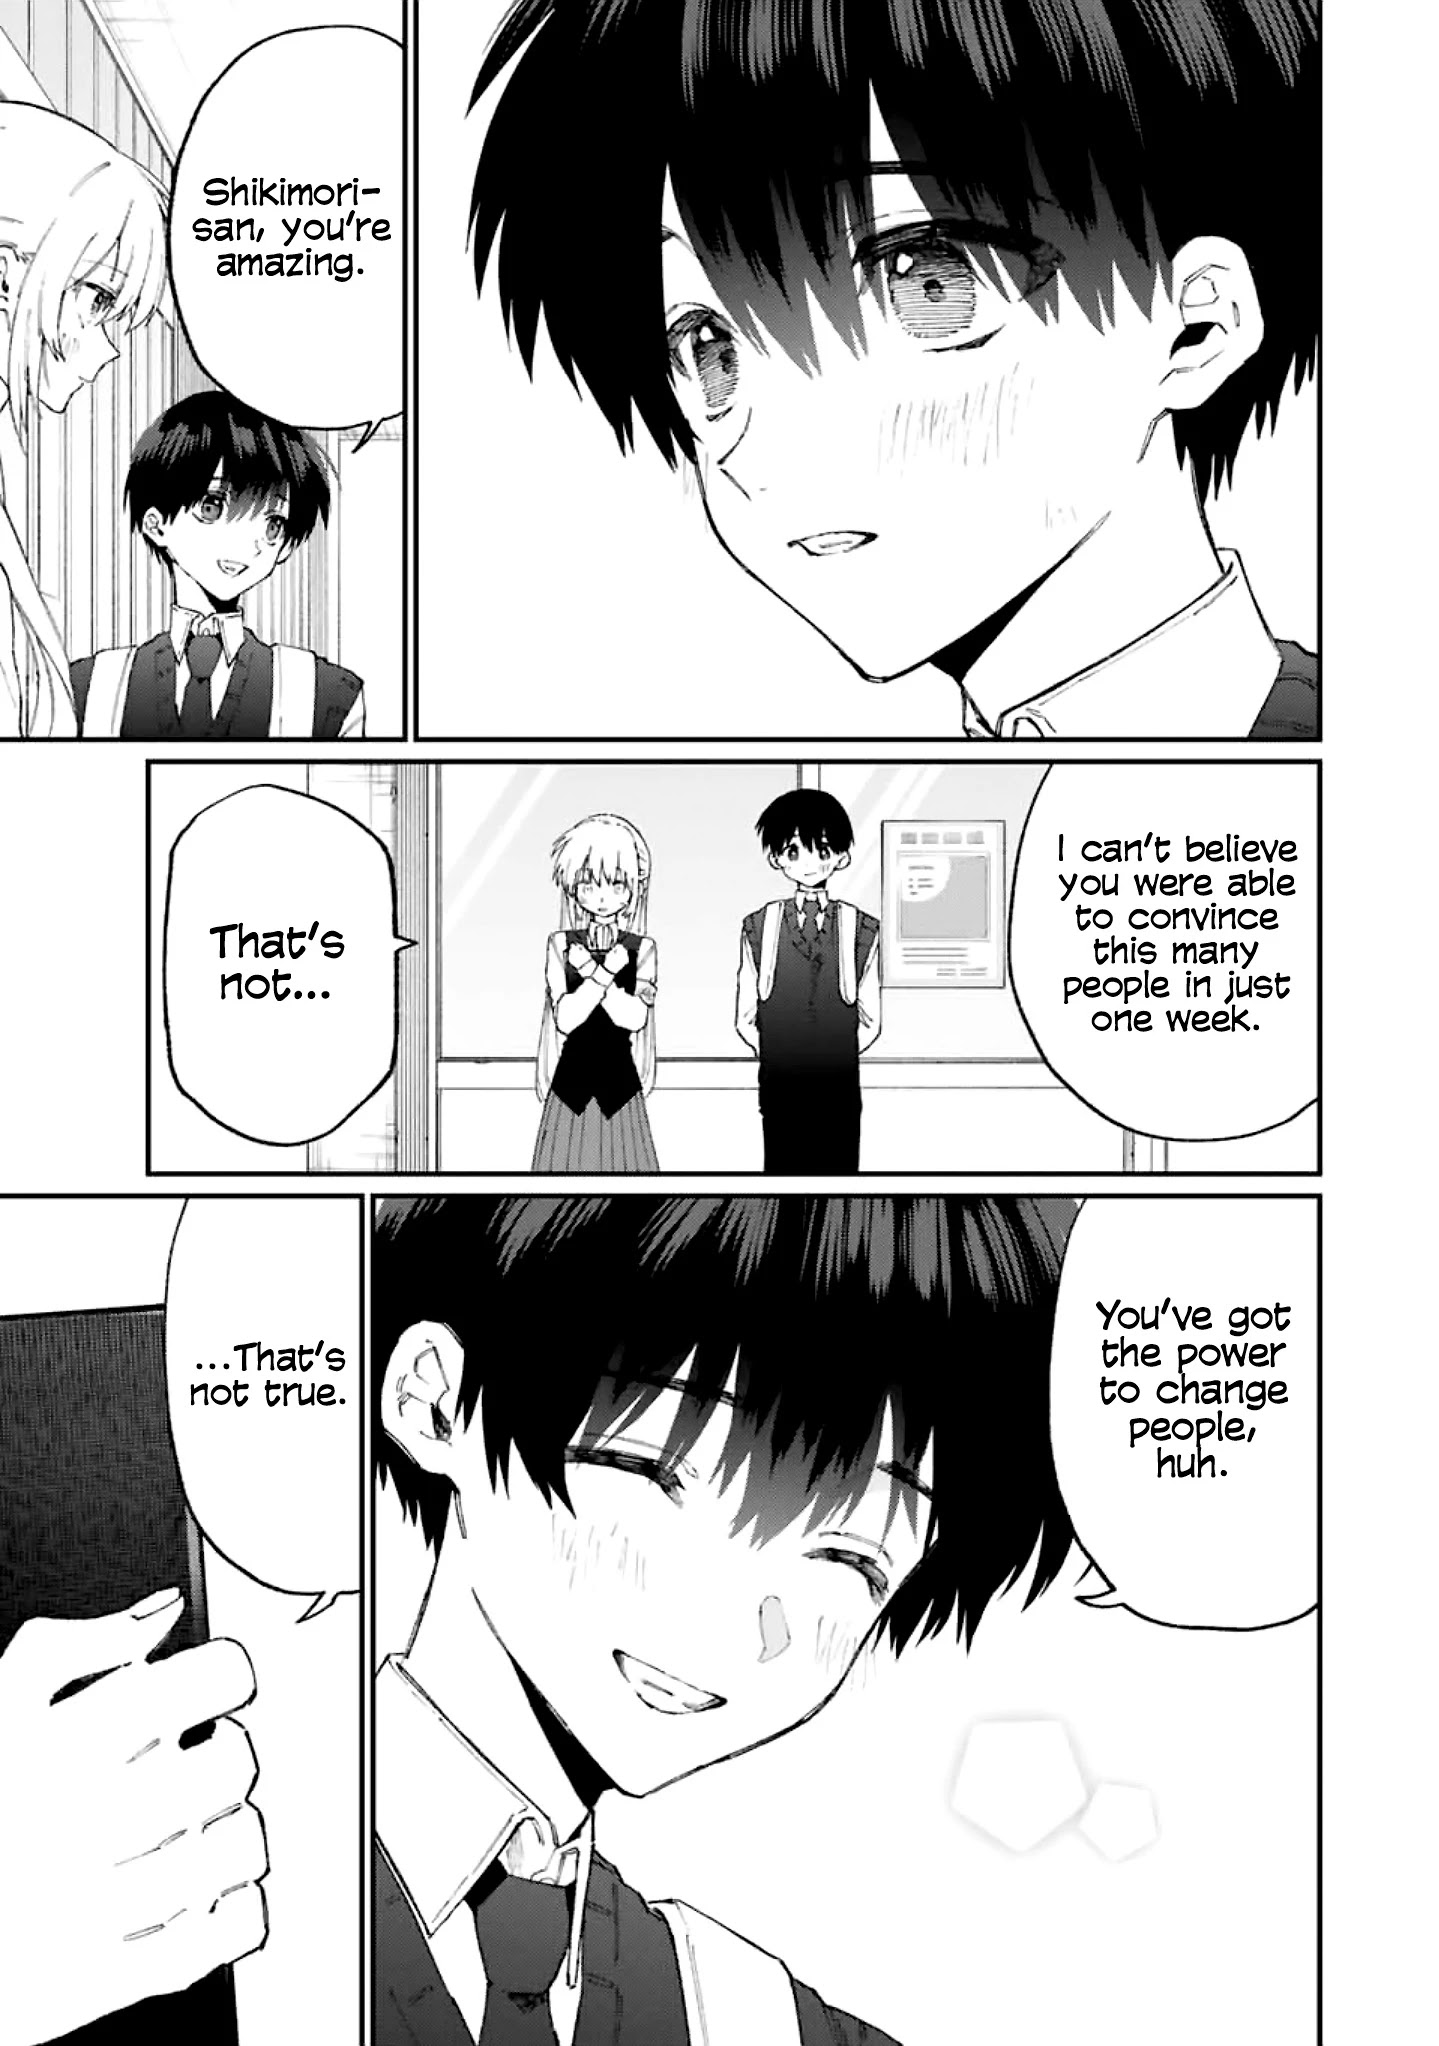 Shikimori-
san, you're
amazing.
I can't believe
you were able
to convince
this many
people in just
one week.
That's
not...
You've got
the power
to change
people,
huh.
...That's
not true.